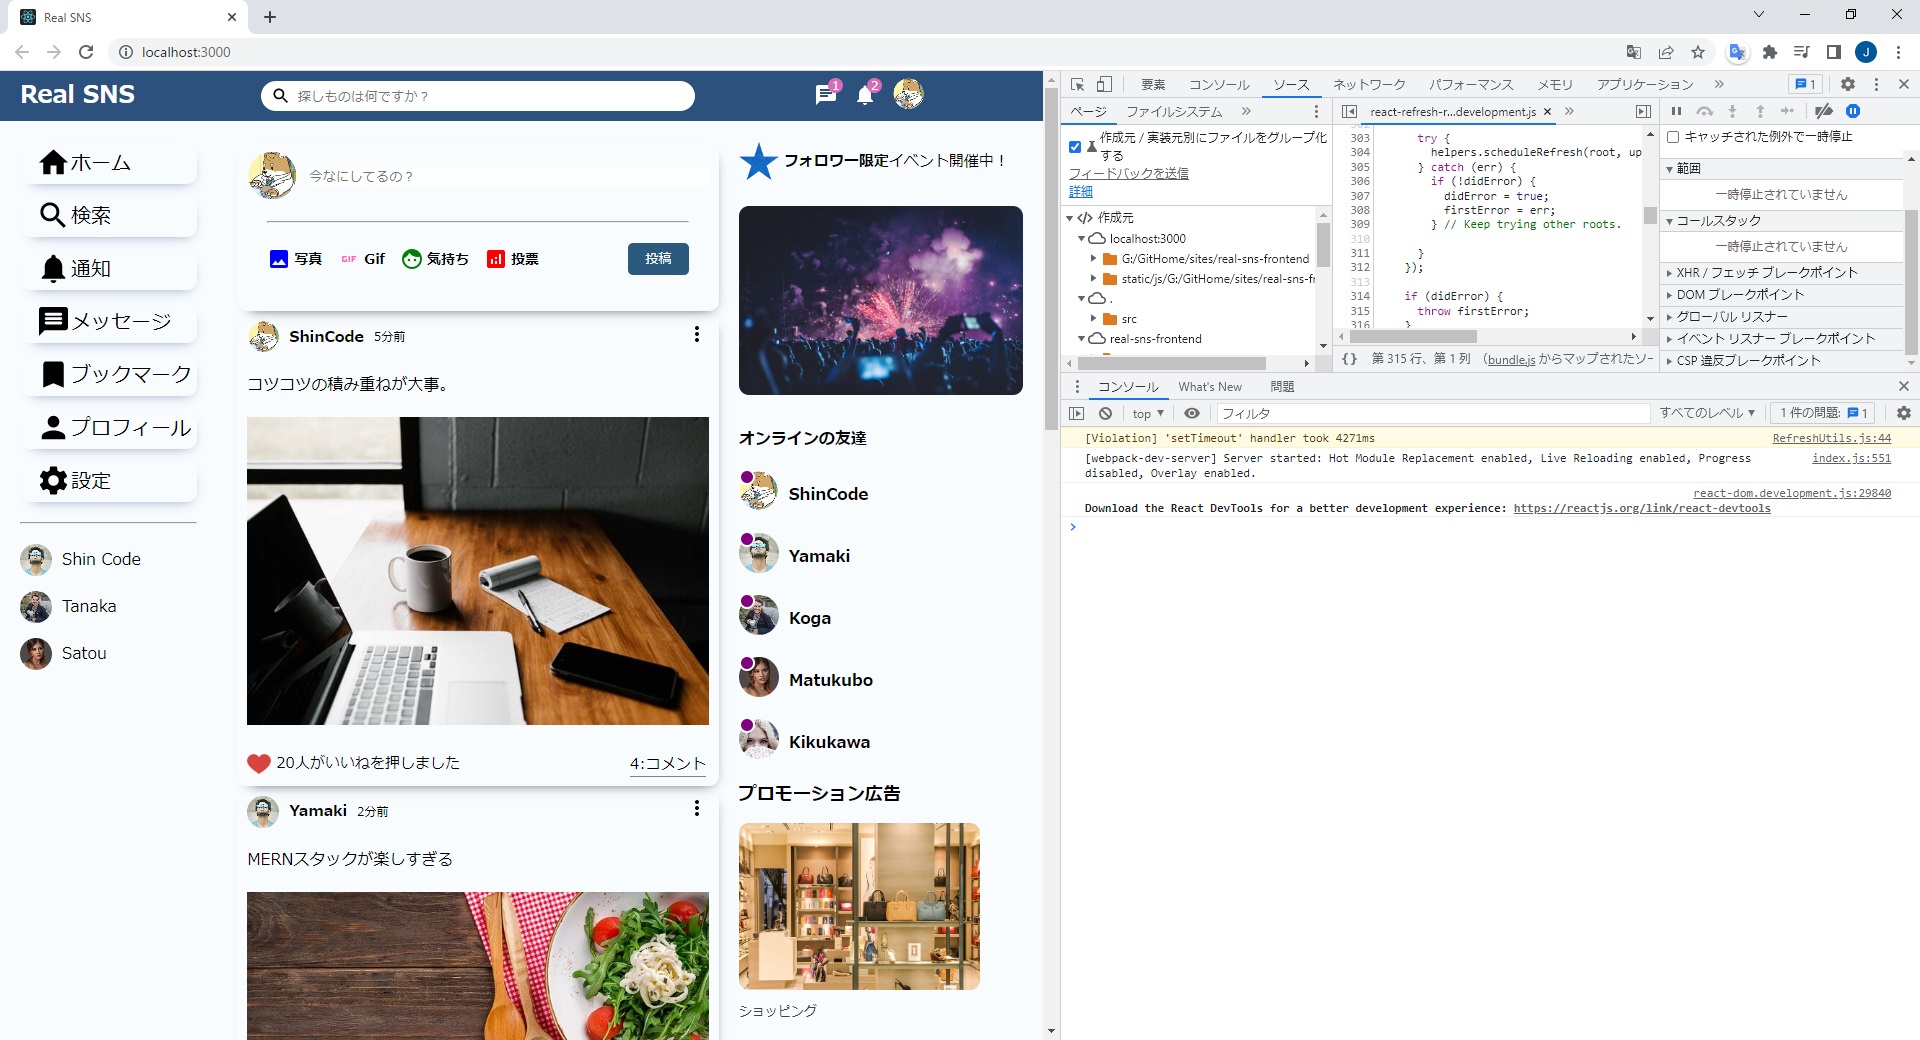 Real SNS
localhost:3000
J
Real SNS
探しものは何ですか？
1
2
ホーム
検索
通知
メッセージ
ブックマーク
プロフィール
設定
Shin Code
Tanaka
Satou
今なにしてるの？
写真
GIF Gif
気持ち
投票
投稿
ShinCode 5分前
コツコツの積み重ねが大事。
20人がいいねを押しました
4:コメント
Yamaki 2分前
MERNスタックが楽しすぎる
フォロワー限定イベント開催中！
オンラインの友達
ShinCode
Yamaki
Koga
Matukubo
Kikukawa
プロモーション広告
ショッピング
要素 コンソール ソース ネットワーク パフォーマンス メモリ アプリケーション » 1
ページ ファイルシステム »
作成元 / 実装元別にファイルをグループ化
する
フィードバックを送信
詳細
作成元
localhost:3000
G:/GitHome/sites/real-sns-frontend
static/js/G:/GitHome/sites/real-sns-fr
.
src
real-sns-frontend
react-refresh-r...development.js »
303 try {
304 helpers.scheduleRefresh(root, up
305 } catch (err) {
306 if (!didError) {
307 didError = true;
308 firstError = err;
309 } // Keep trying other roots.
310
311 }
312 });
313
314 if (didError) {
315 throw firstError;
316 }
{} 第 315 行、第 1 列 (bundle.js からマップされたソー
キャッチされた例外で一時停止
範囲
一時停止されていません
コールスタック
一時停止されていません
XHR / フェッチ ブレークポイント
DOM ブレークポイント
グローバル リスナー
イベント リスナー ブレークポイント
CSP 違反ブレークポイント
コンソール What's New 問題
top フィルタ すべてのレベル 1 件の問題: 1
[Violation] 'setTimeout' handler took 4271ms RefreshUtils.js:44
[webpack-dev-server] Server started: Hot Module Replacement enabled, Live Reloading enabled, Progress index.js:551
disabled, Overlay enabled.
react-dom.development.js:29840
Download the React DevTools for a better development experience: https://reactjs.org/link/react-devtools